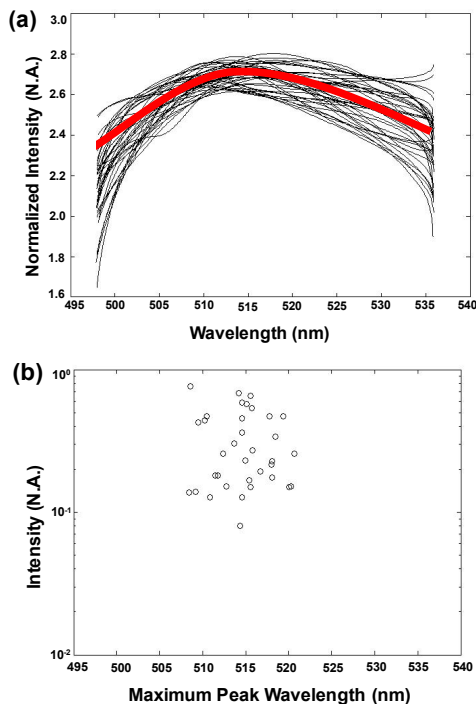 (a)
3.0
2.8
2.6
2.4
2.2
2.0
1.8
1.6
Normalized Intensity (N.A.)
495 500 505 510 515 520 525 530 535 540
Wavelength (nm)
(b)
10⁰
10⁻¹
10⁻²
Intensity (N.A.)
495 500 505 510 515 520 525 530 535 540
Maximum Peak Wavelength (nm)